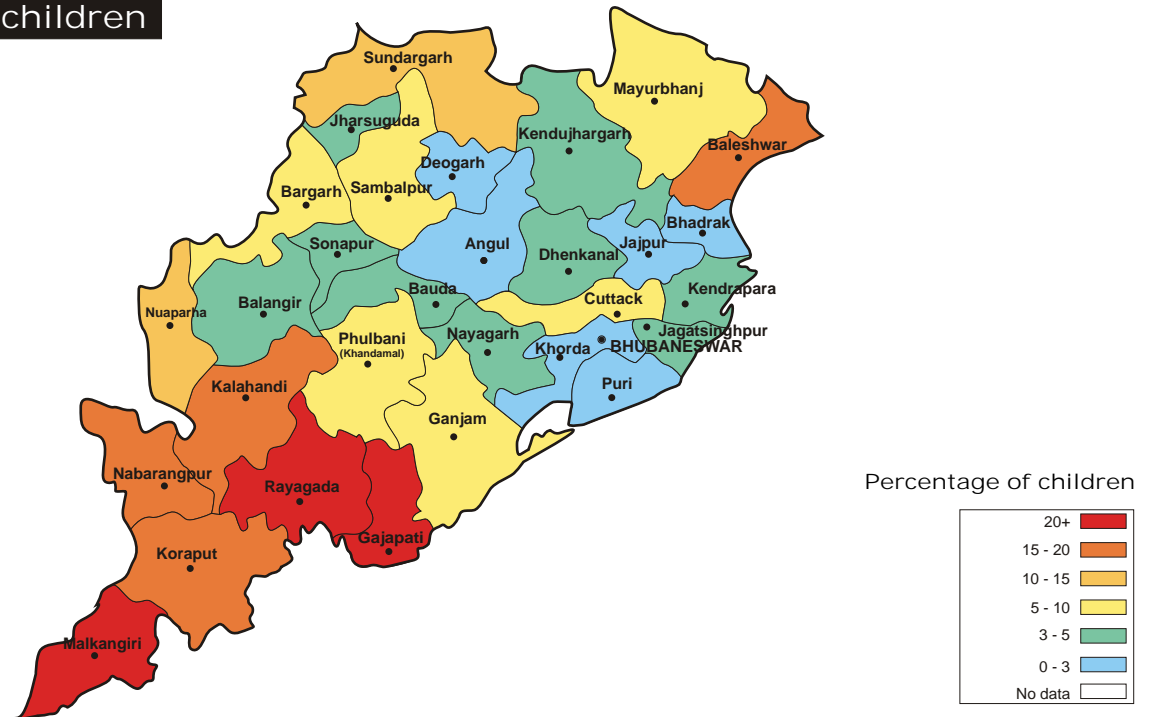 children
Sundargarh
Mayurbhanj
Jharsuguda
Kendujhargarh
Baleshwar
Deogarh
Bargarh
Sambalpur
Bhadrak
Sonapur
Angul
Jajpur
Dhenkanal
Bauda
Kendrapara
Cuttack
Balangir
Nuaparha
Jagatsinghpur
Nayagarh
Phulbani
(Khandamal)
Khorda
BHUBANESWAR
Puri
Kalahandi
Ganjam
Nabarangpur
Rayagada
Gajapati
Koraput
Malkangiri
Percentage of children
20+
15 - 20
10 - 15
5 - 10
3 - 5
0 - 3
No data